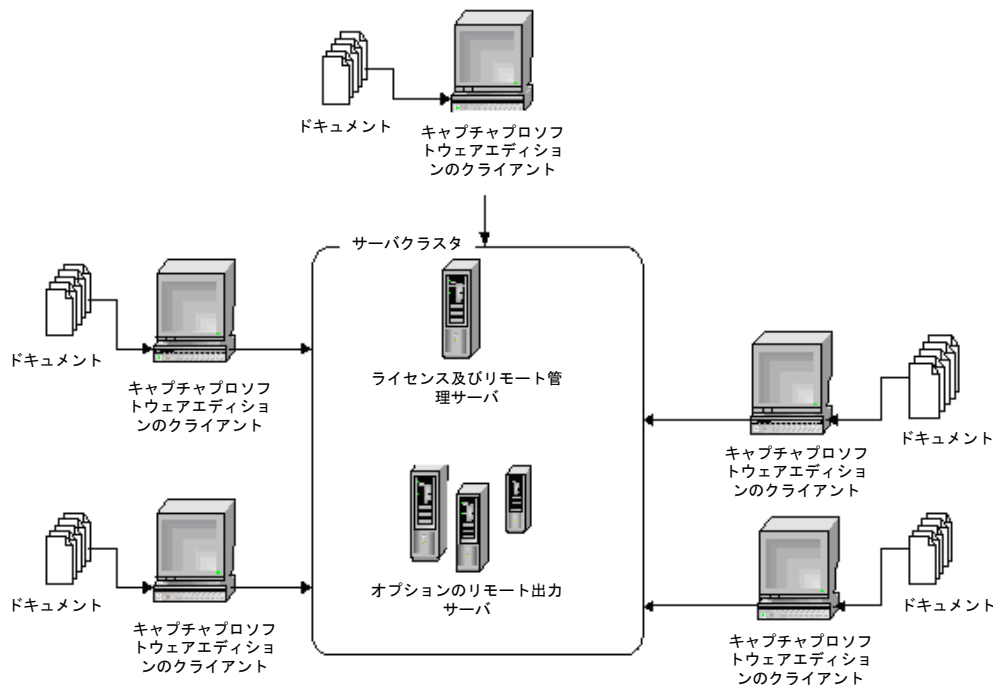 ドキュメント
キャプチャプロソフ
トウェアエディショ
ンのクライアント
サーバクラスタ
ドキュメント
キャプチャプロソフ
トウェアエディショ
ンのクライアント
ライセンス及びリモート管
理サーバ
キャプチャプロソフ
トウェアエディショ
ンのクライアント
ドキュメント
ドキュメント
キャプチャプロソフ
トウェアエディショ
ンのクライアント
オプションのリモート出力
サーバ
キャプチャプロソフ
トウェアエディショ
ンのクライアント
ドキュメント